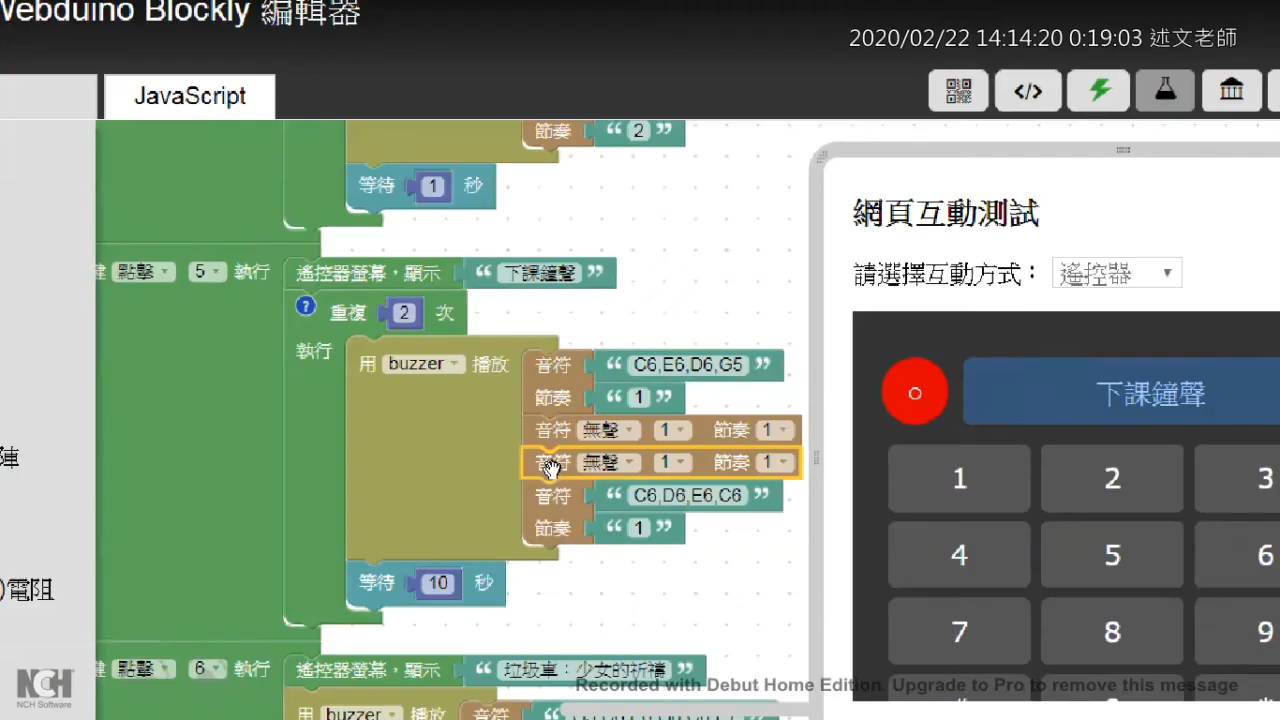 Webduino Blockly 編輯器
2020/02/22 14:14:20 0:19:03 述文老師
JavaScript
</>
節奏 “ 2 ”
等待 1 秒
網頁互動測試
鍵 點擊 5 執行 遙控器螢幕，顯示 “ 下課鐘聲 ”
請選擇互動方式： 遙控器
? 重複 2 次
執行
用 buzzer 播放 音符 “ C6,E6,D6,G5 ”
節奏 “ 1 ”
下課鐘聲
音符 無聲 1 節奏 1
音符 無聲 1 節奏 1
音符 “ C6,D6,E6,C6 ”
節奏 “ 1 ”
等待 10 秒
1 2 3
4 5 6
7 8 9
陣
)電阻
鍵 點擊 6 執行 遙控器螢幕，顯示 “ 垃圾車：少女的祈禱 ”
用 buzzer 播放 音符 “
NCH
NCH Software
Recorded with Debut Home Edition. Upgrade to Pro to remove this message